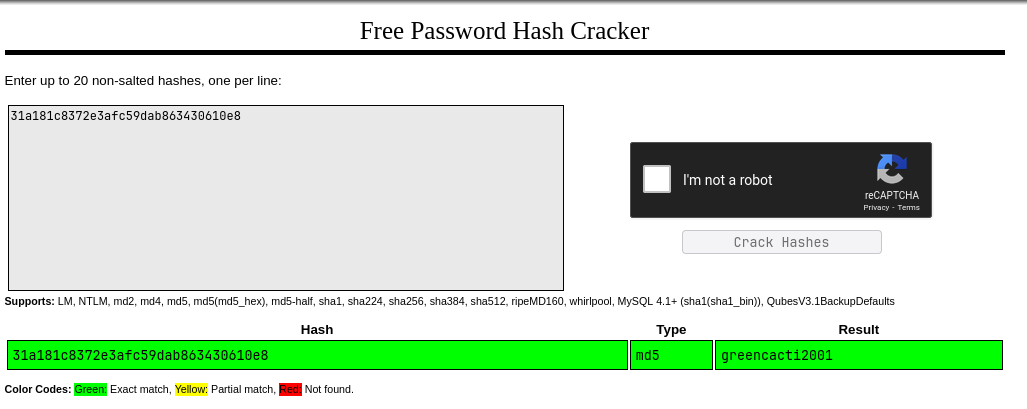 Free Password Hash Cracker
Enter up to 20 non-salted hashes, one per line:
31a181c8372e3afc59dab863430610e8
I'm not a robot
reCAPTCHA
Privacy - Terms
Crack Hashes
Supports: LM, NTLM, md2, md4, md5, md5(md5_hex), md5-half, sha1, sha224, sha256, sha384, sha512, ripeMD160, whirlpool, MySQL 4.1+ (sha1(sha1_bin)), QubesV3.1BackupDefaults
Hash Type Result
31a181c8372e3afc59dab863430610e8 md5 greencacti2001
Color Codes: Green: Exact match, Yellow: Partial match, Red: Not found.